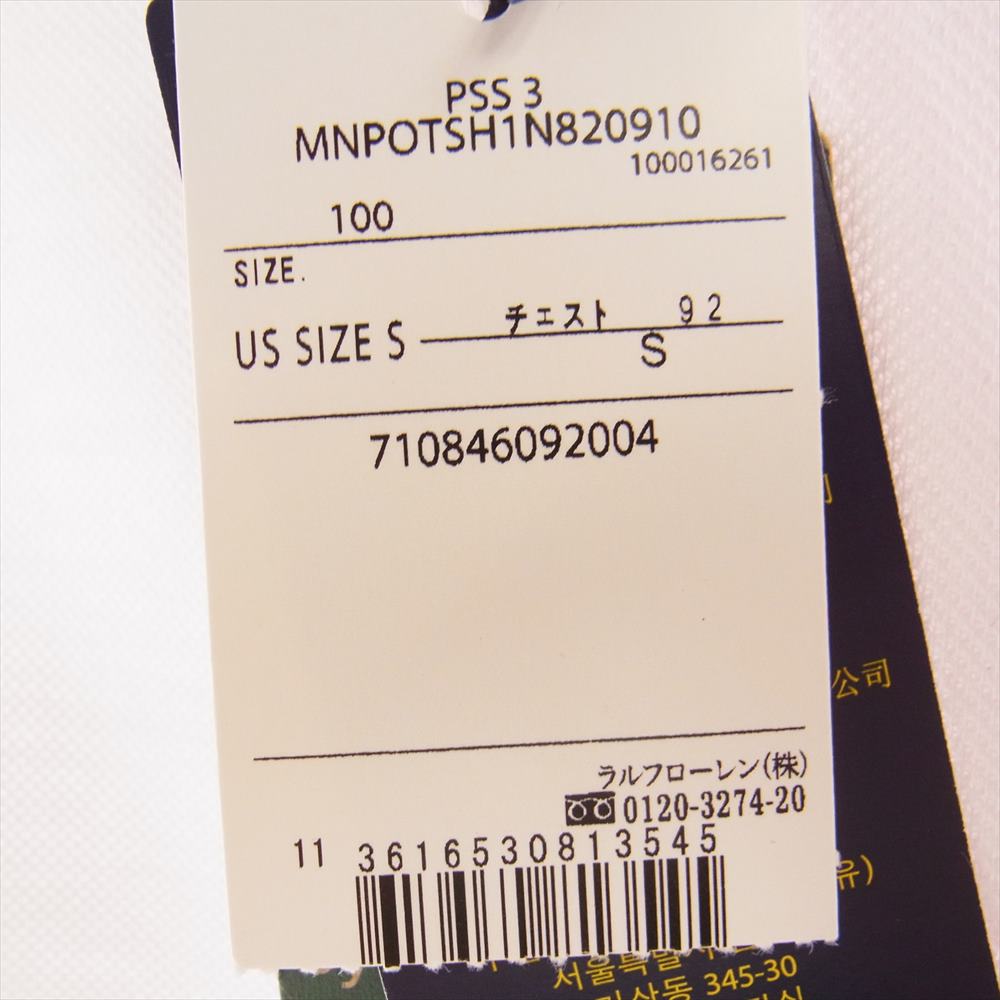 PSS 3
MNPOTSH1N820910
100016261
100
SIZE.
チェスト 92
US SIZE S
S
710846092004
公司
ラルフローレン(株)
0120-3274-20
유)
11 3616530813545
서울특별시
345-30